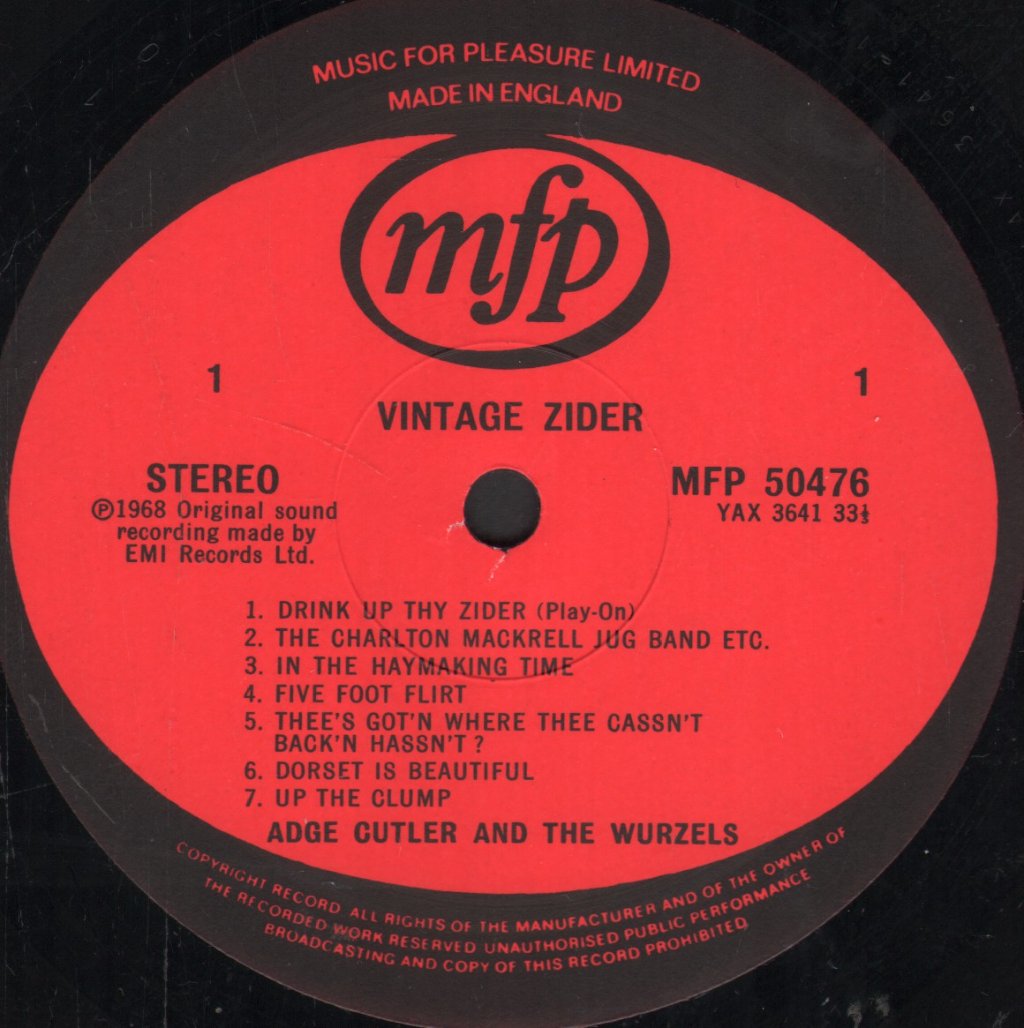 MUSIC FOR PLEASURE LIMITED
MADE IN ENGLAND
mfp
1
1
VINTAGE ZIDER
STEREO
℗1968 Original sound
recording made by
EMI Records Ltd.
MFP 50476
YAX 3641 33⅓
1. DRINK UP THY ZIDER (Play-On)
2. THE CHARLTON MACKRELL JUG BAND ETC.
3. IN THE HAYMAKING TIME
4. FIVE FOOT FLIRT
5. THEE'S GOT'N WHERE THEE CASSN'T
BACK'N HASSN'T?
6. DORSET IS BEAUTIFUL
7. UP THE CLUMP
ADGE CUTLER AND THE WURZELS
COPYRIGHT RECORD ALL RIGHTS OF THE MANUFACTURER AND OF THE OWNER OF
THE RECORDED WORK RESERVED UNAUTHORISED PUBLIC PERFORMANCE
BROADCASTING AND COPY OF THIS RECORD PROHIBITED